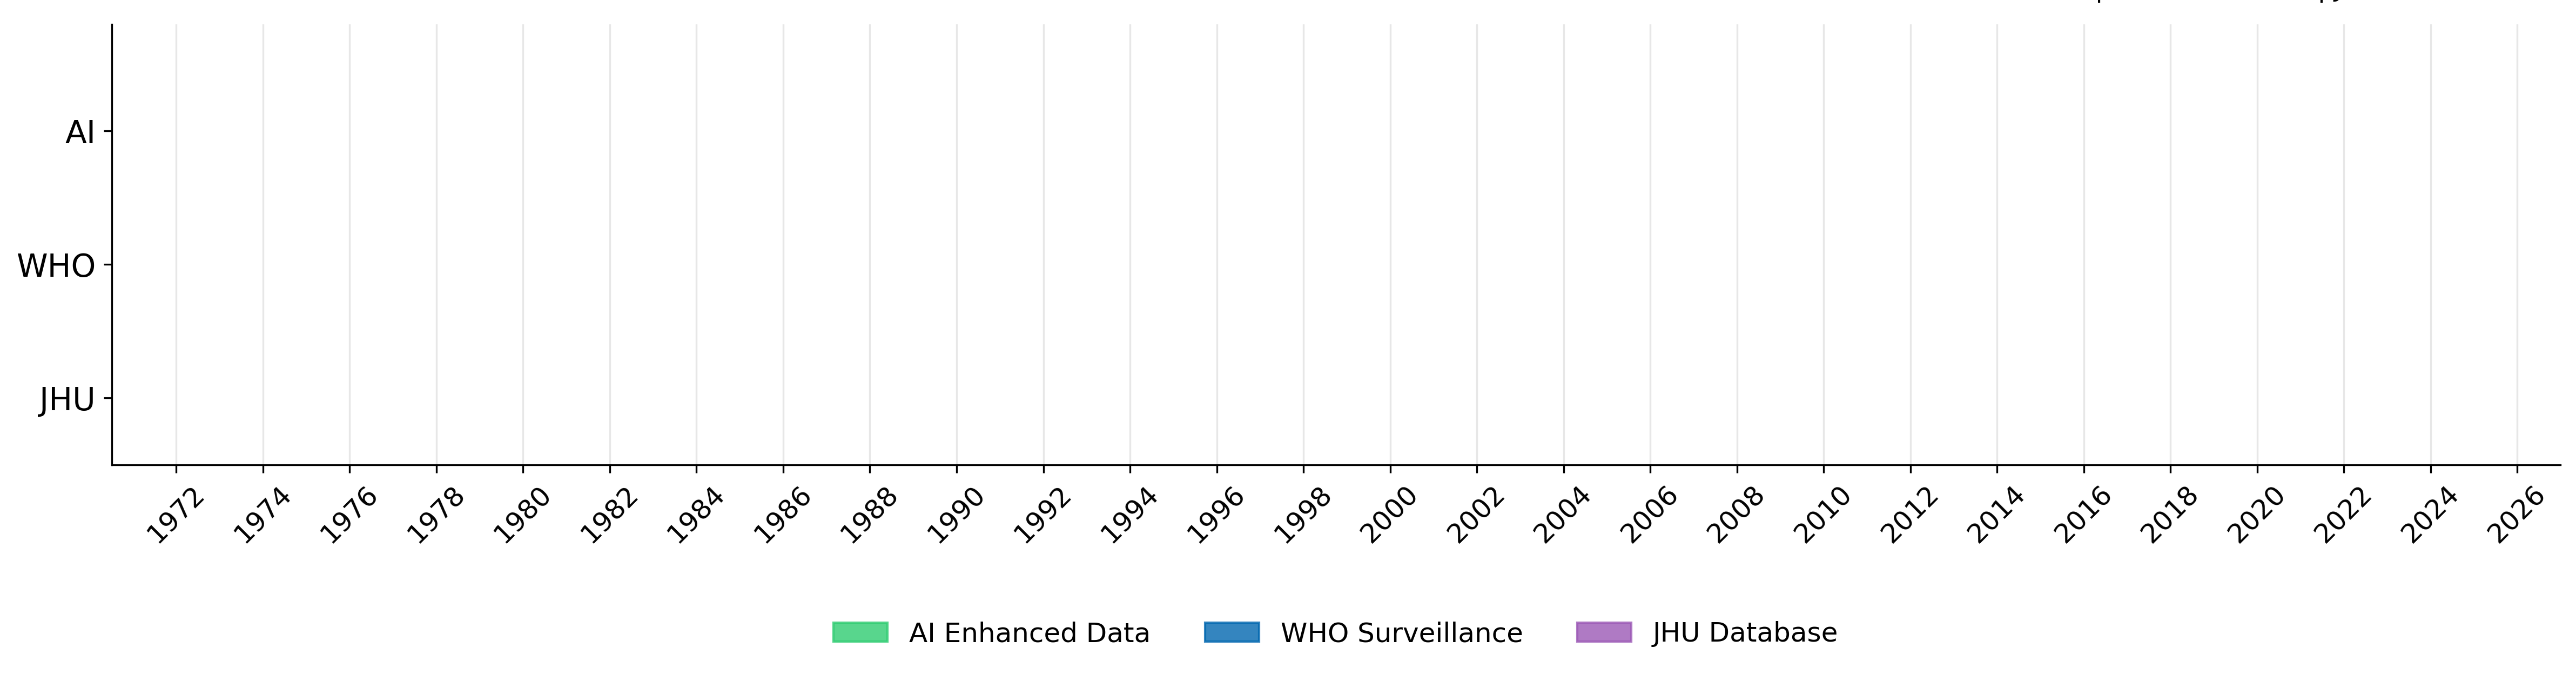 AI
WHO
JHU
1972 1974 1976 1978 1980 1982 1984 1986 1988 1990 1992 1994 1996 1998 2000 2002 2004 2006 2008 2010 2012 2014 2016 2018 2020 2022 2024 2026
AI Enhanced Data WHO Surveillance JHU Database